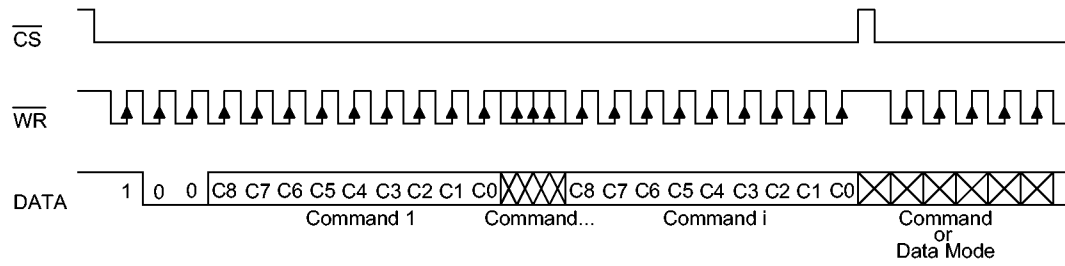 CS
WR
DATA 1 0 0 C8 C7 C6 C5 C4 C3 C2 C1 C0 C8 C7 C6 C5 C4 C3 C2 C1 C0
Command 1 Command... Command i Command
or
Data Mode